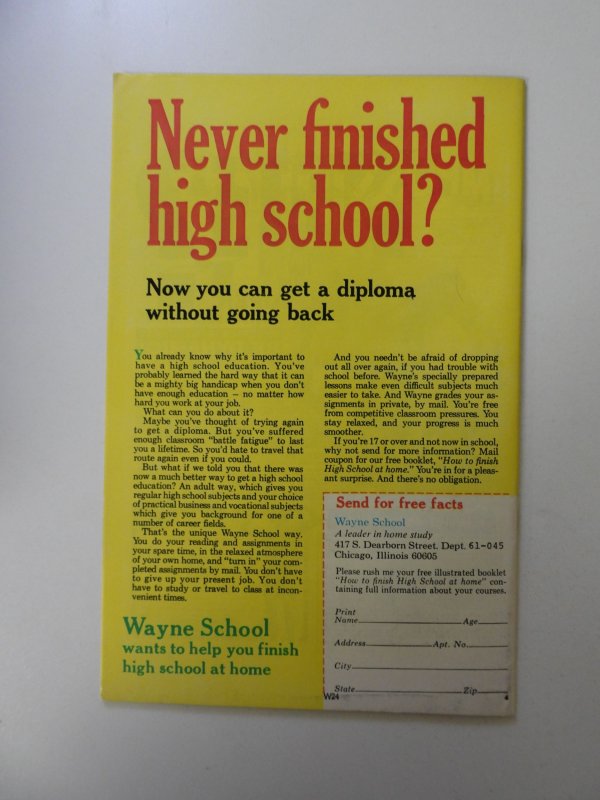 Never finished
high school?
Now you can get a diploma
without going back
You already know why it's important to
have a high school education. You've
probably learned the hard way that it can
be a mighty big handicap when you don't
have enough education — no matter how
hard you work at your job.
What can you do about it?
Maybe you've thought of trying again
to get a diploma. But you've suffered
enough classroom "battle fatigue" to last
you a lifetime. So you'd hate to travel that
route again even if you could.
But what if we told you that there was
now a much better way to get a high school
education? An adult way, which gives you
regular high school subjects and your choice
of practical business and vocational subjects
which give you background for one of a
number of career fields.
That's the unique Wayne School way.
You do your reading and assignments in
your spare time, in the relaxed atmosphere
of your own home, and "turn in" your com-
pleted assignments by mail. You don't have
to give up your present job. You don't
have to study or travel to class at incon-
venient times.
Wayne School
wants to help you finish
high school at home
And you needn't be afraid of dropping
out all over again, if you had trouble with
school before. Wayne's specially prepared
lessons make even difficult subjects much
easier to take. And Wayne grades your as-
signments in private, by mail. You're free
from competitive classroom pressures. You
stay relaxed, and your progress is much
smoother.
If you're 17 or over and not now in school,
why not send for more information? Mail
coupon for our free booklet, "How to finish
High School at home." You're in for a pleas-
ant surprise. And there's no obligation.
Send for free facts
Wayne School
A leader in home study
417 S. Dearborn Street. Dept. 61-045
Chicago, Illinois 60605
Please rush me your free illustrated booklet
"How to finish High School at home" con-
taining full information about your courses.
Print
Name Age
Address Apt. No.
City
State Zip
W24 4